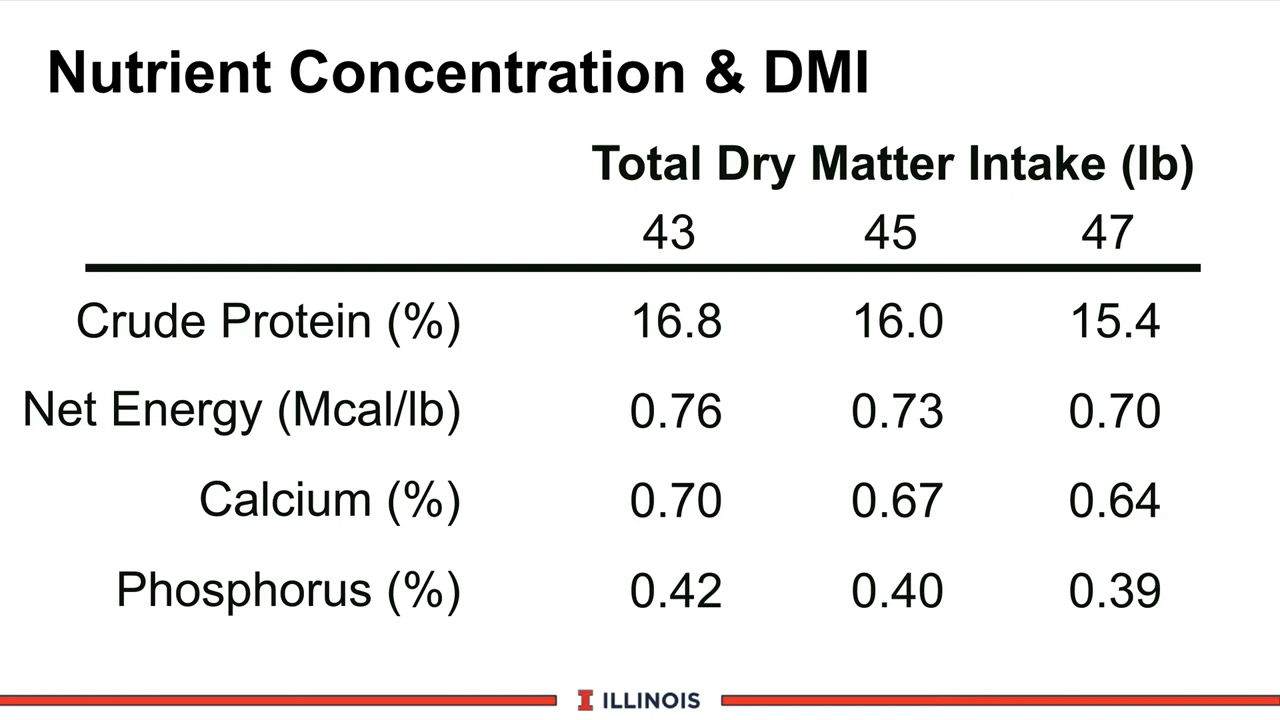 Nutrient Concentration & DMI
Total Dry Matter Intake (lb)
43 45 47
Crude Protein (%) 16.8 16.0 15.4
Net Energy (Mcal/lb) 0.76 0.73 0.70
Calcium (%) 0.70 0.67 0.64
Phosphorus (%) 0.42 0.40 0.39
I ILLINOIS